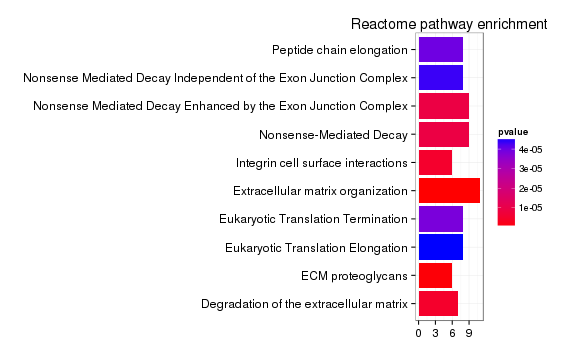 Reactome pathway enrichment
Peptide chain elongation
Nonsense Mediated Decay Independent of the Exon Junction Complex
Nonsense Mediated Decay Enhanced by the Exon Junction Complex
Nonsense-Mediated Decay
Integrin cell surface interactions
Extracellular matrix organization
Eukaryotic Translation Termination
Eukaryotic Translation Elongation
ECM proteoglycans
Degradation of the extracellular matrix
0 3 6 9
pvalue
4e-05
3e-05
2e-05
1e-05